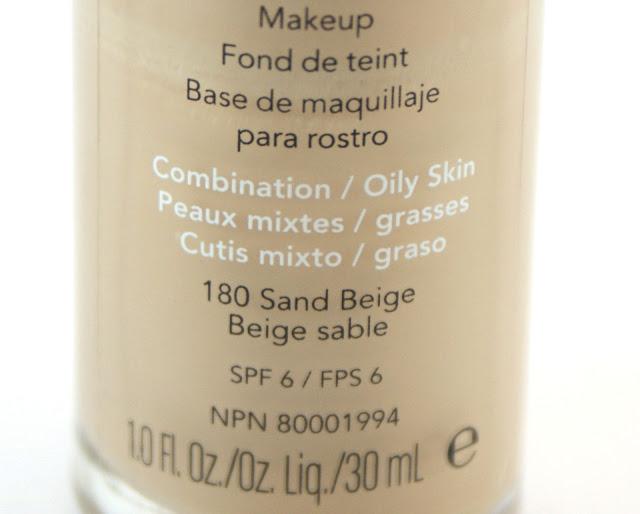 Makeup
Fond de teint
Base de maquillaje
para rostro
Combination / Oily Skin
Peaux mixtes / grasses
Cutis mixto / graso
180 Sand Beige
Beige sable
SPF 6 / FPS 6
NPN 80001994
1.0 Fl. Oz./Oz. Liq./30 mL e